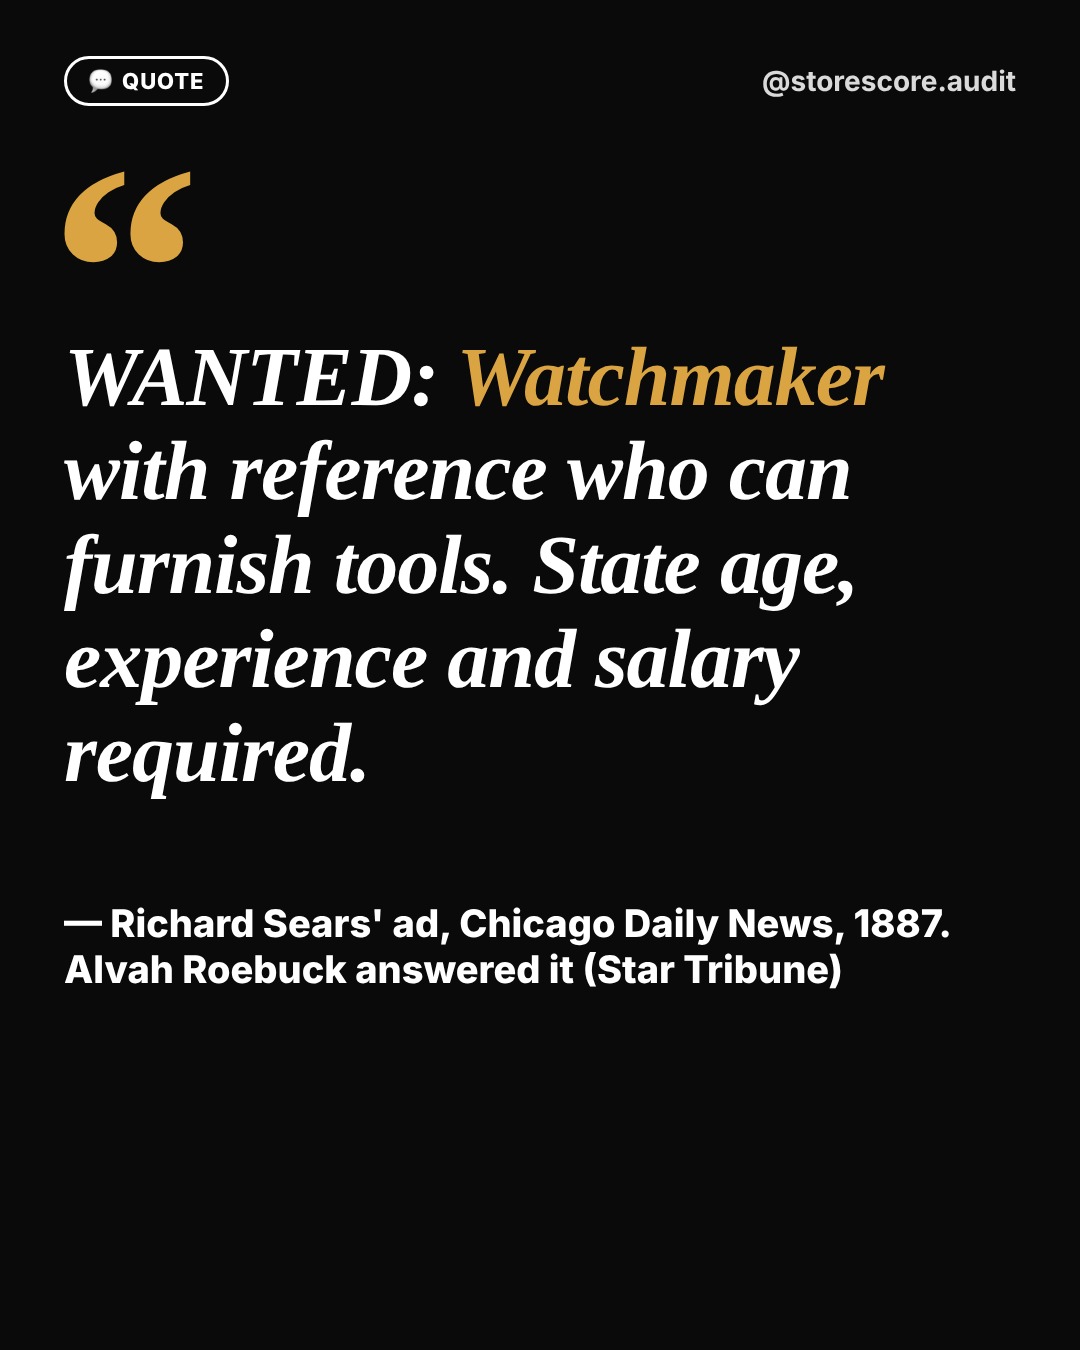 💬 QUOTE
@storescore.audit
“
WANTED: Watchmaker
with reference who can
furnish tools. State age,
experience and salary
required.
— Richard Sears' ad, Chicago Daily News, 1887.
Alvah Roebuck answered it (Star Tribune)